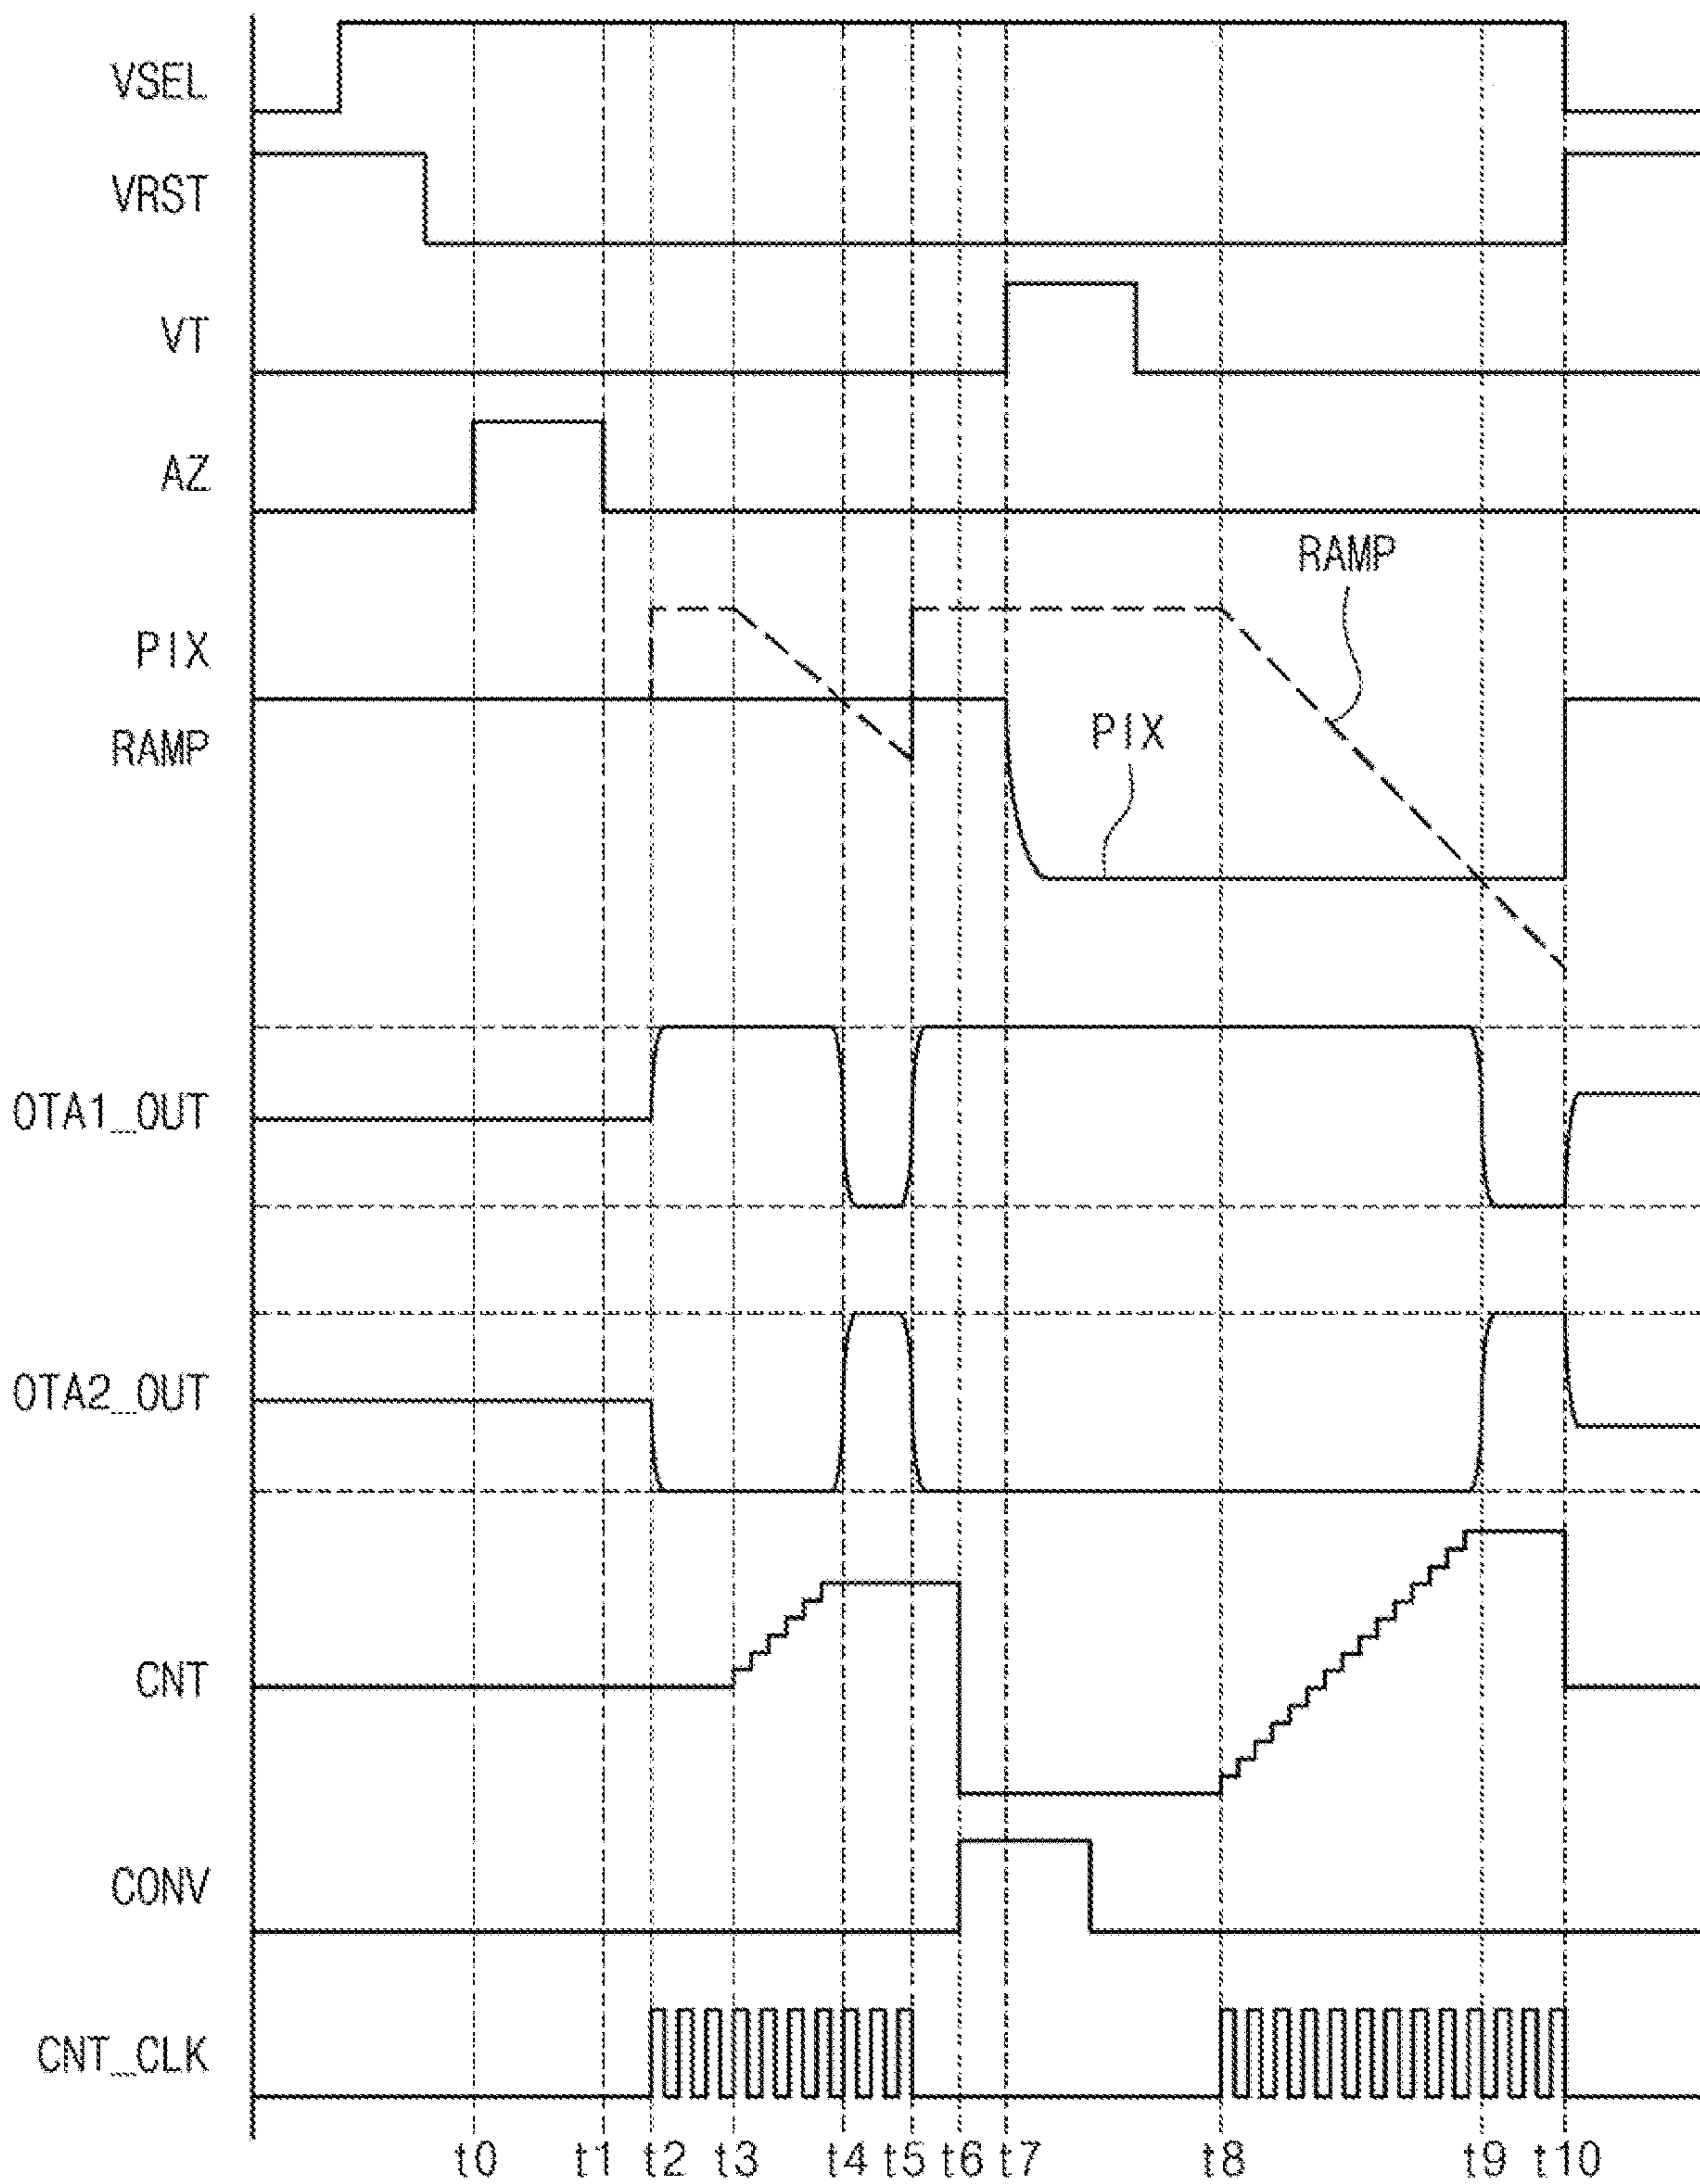 VSEL
VRST
VT
AZ
RAMP
PIX
PIX
RAMP
OTA1_OUT
OTA2_OUT
CNT
CONV
CNT_CLK
t0 t1 t2 t3 t4 t5 t6 t7 t8 t9 t10